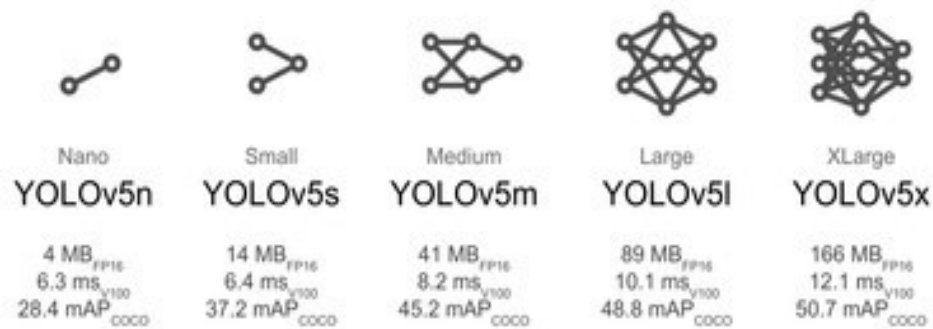 Nano Small Medium Large XLarge
YOLOv5n YOLOv5s YOLOv5m YOLOv5l YOLOv5x
4 MB FP16 14 MB FP16 41 MB FP16 89 MB FP16 166 MB FP16
6.3 ms V100 6.4 ms V100 8.2 ms V100 10.1 ms V100 12.1 ms V100
28.4 mAP COCO 37.2 mAP COCO 45.2 mAP COCO 48.8 mAP COCO 50.7 mAP COCO